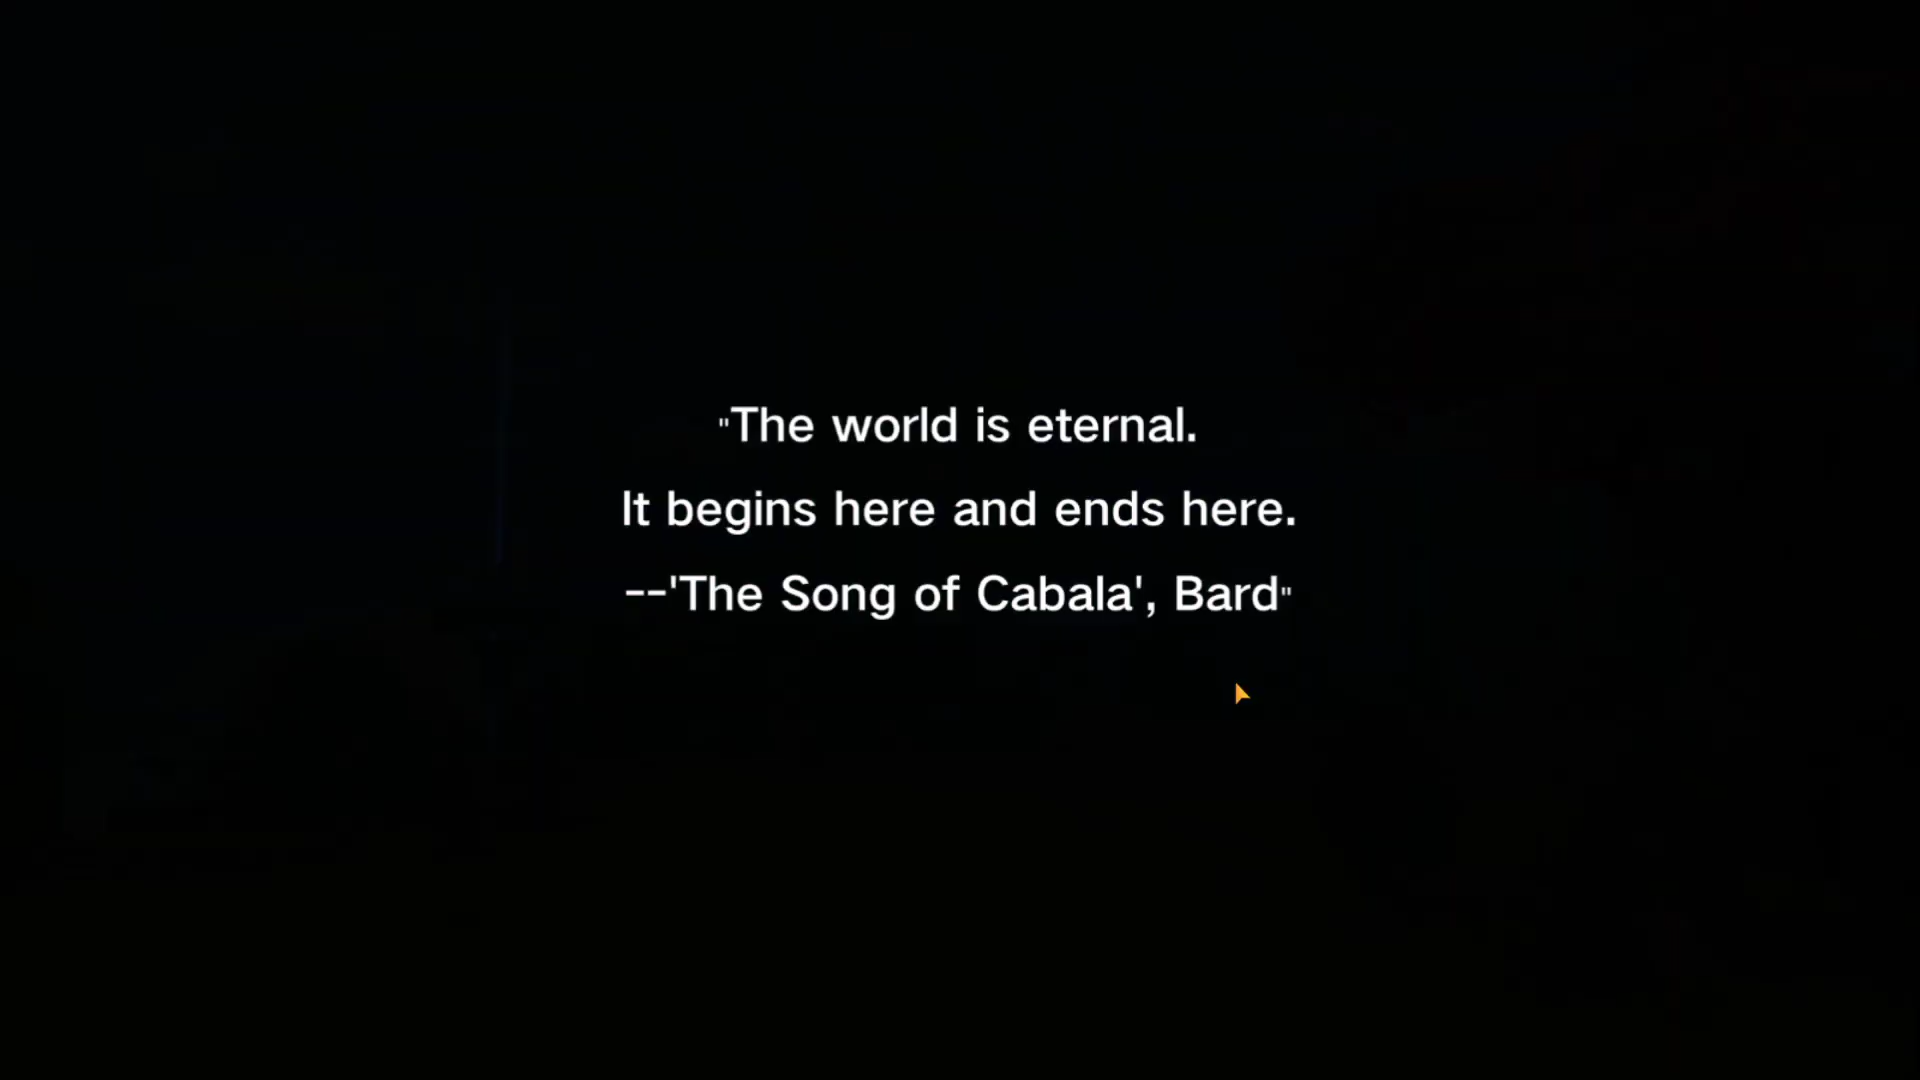 "The world is eternal.
It begins here and ends here.
--'The Song of Cabala', Bard"